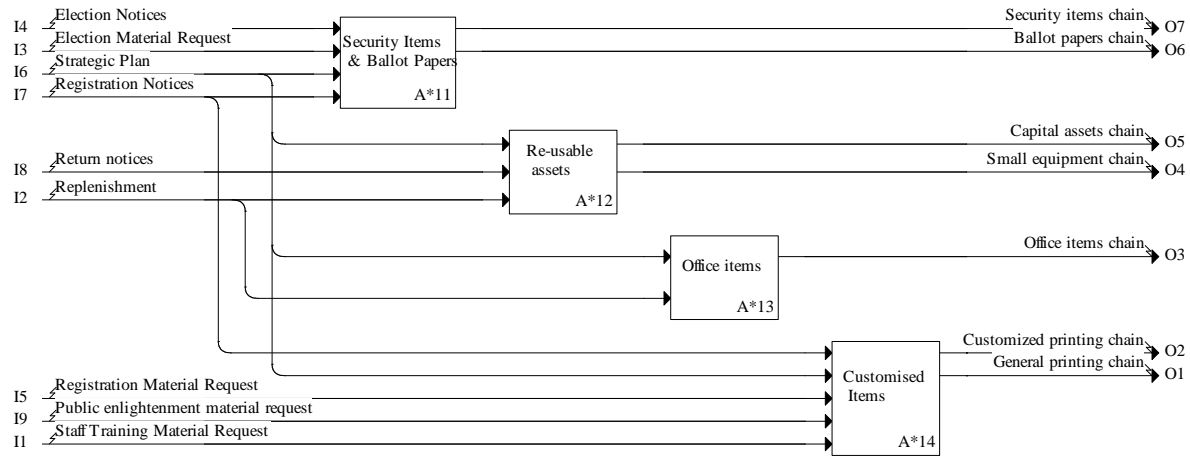 I4 Election Notices
I3 Election Material Request
I6 Strategic Plan
I7 Registration Notices
Security Items
& Ballot Papers
A*11
Security items chain O7
Ballot papers chain O6
I8 Return notices
I2 Replenishment
Re-usable
assets
A*12
Capital assets chain O5
Small equipment chain O4
Office items
A*13
Office items chain O3
I5 Registration Material Request
I9 Public enlightenment material request
I1 Staff Training Material Request
Customised
Items
A*14
Customized printing chain O2
General printing chain O1